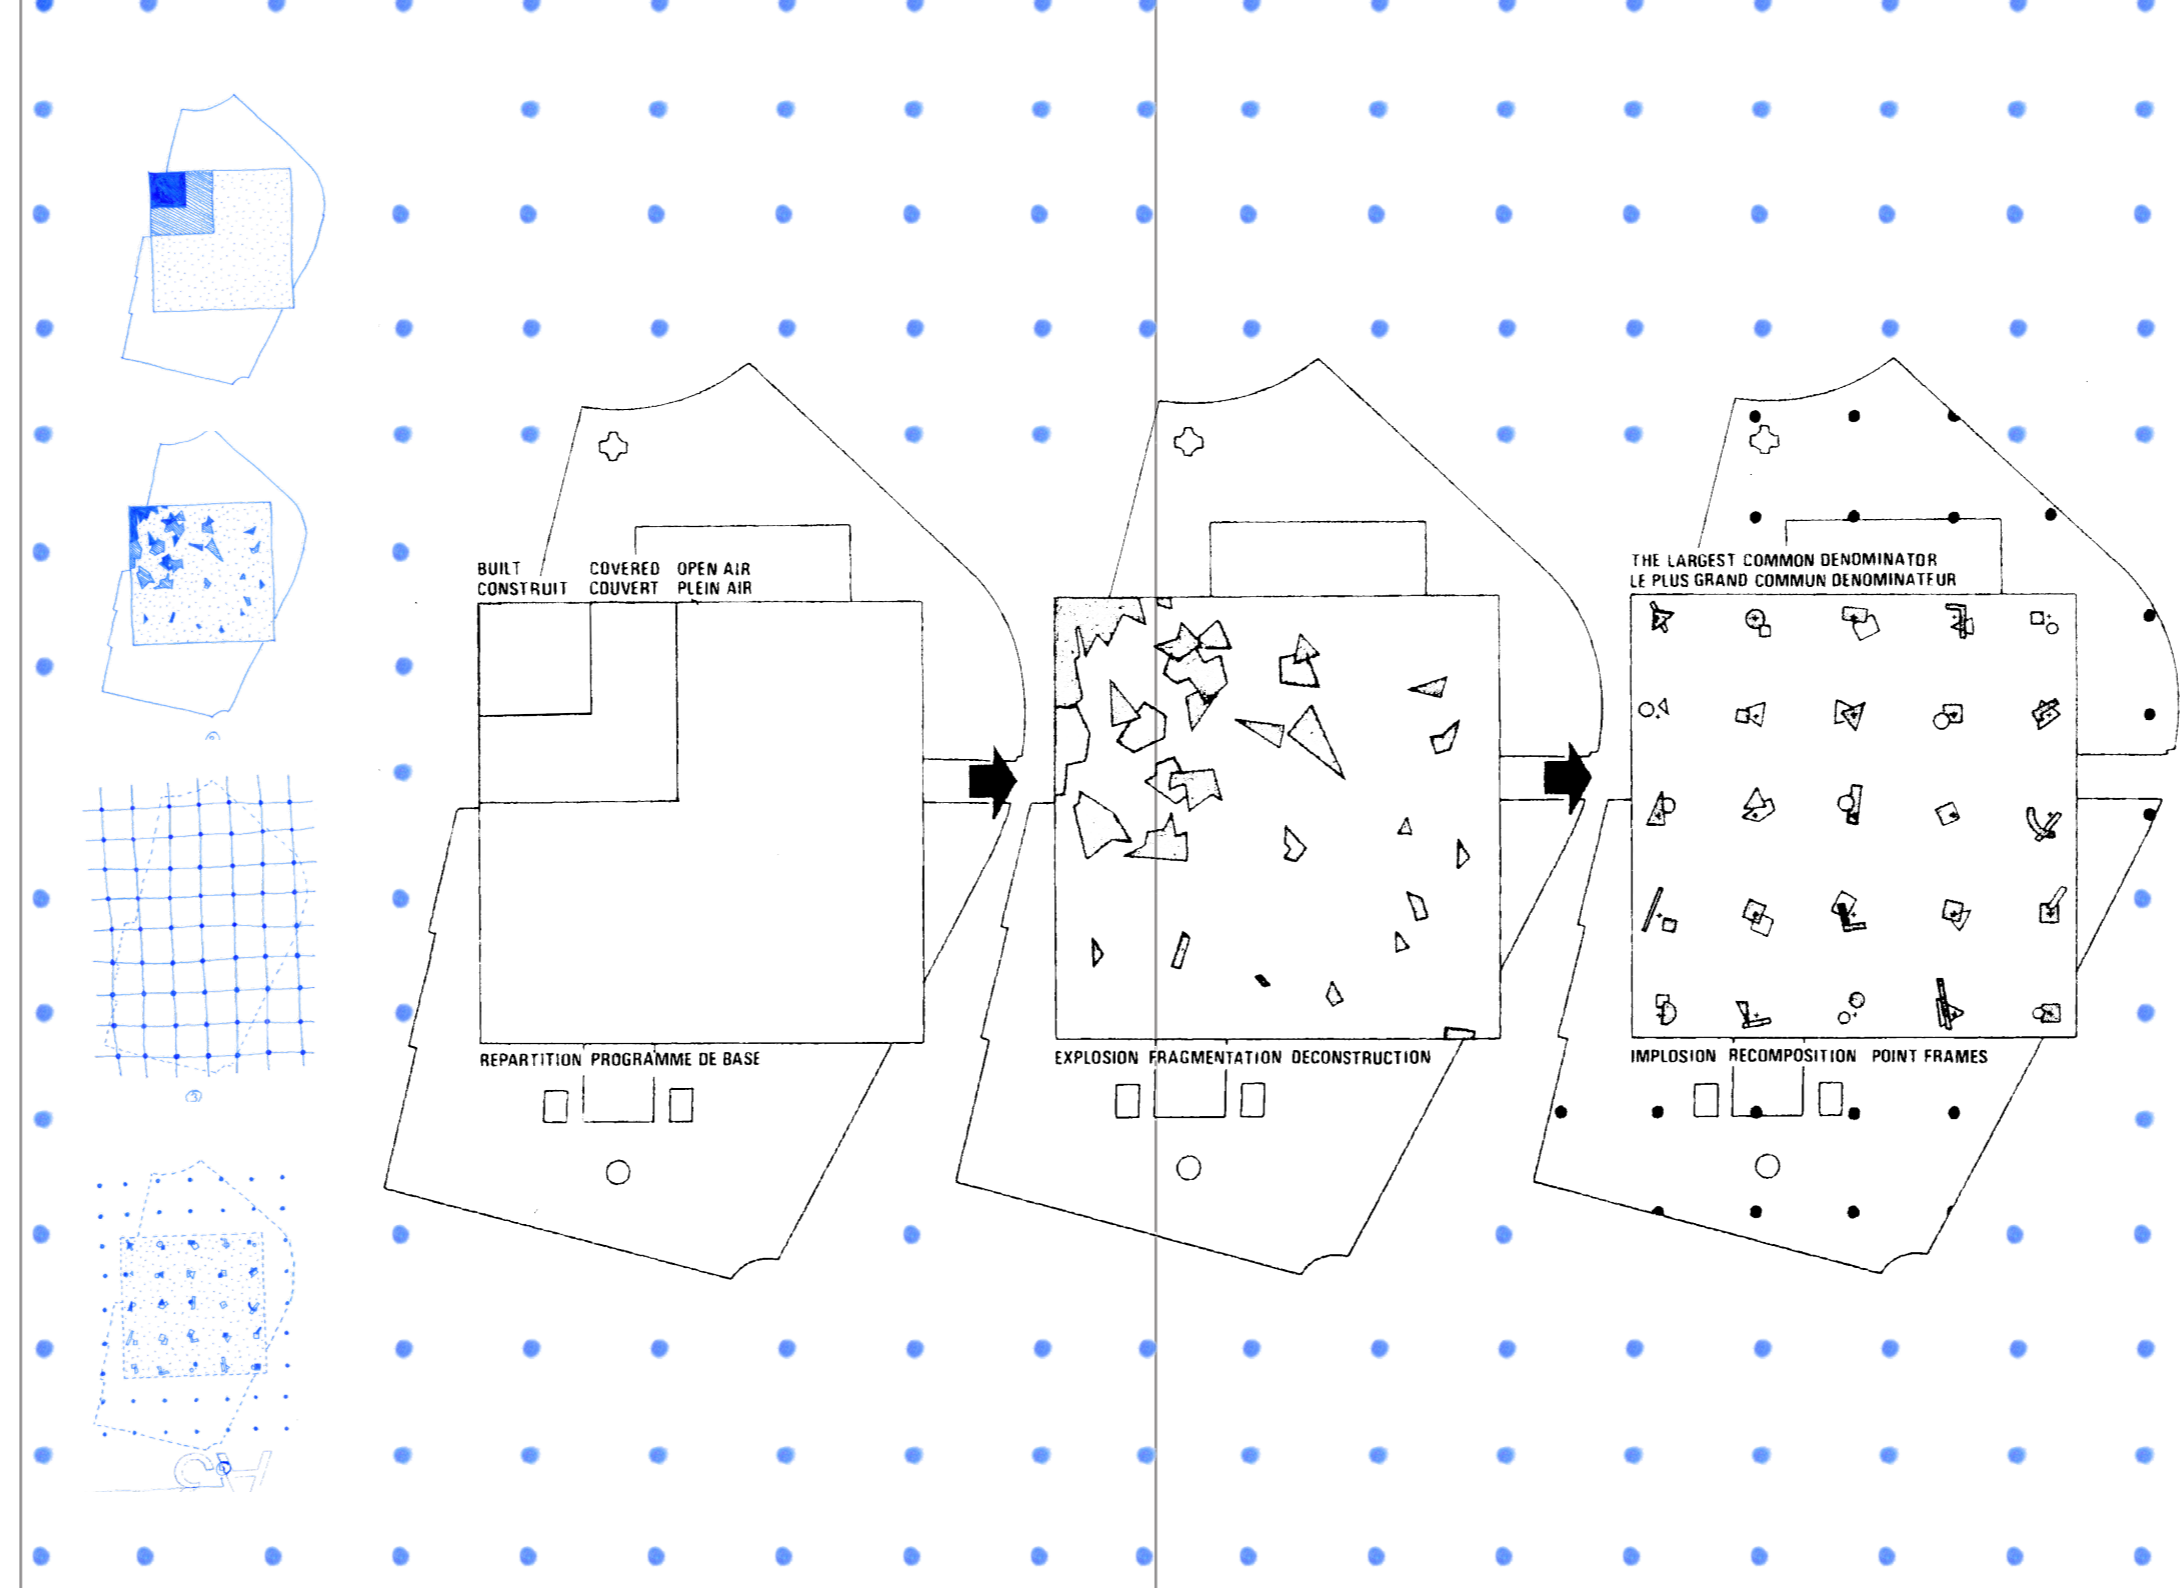 BUILT COVERED OPEN AIR
CONSTRUIT COUVERT PLEIN AIR
REPARTITION PROGRAMME DE BASE
EXPLOSION FRAGMENTATION DECONSTRUCTION
THE LARGEST COMMON DENOMINATOR
LE PLUS GRAND COMMUN DENOMINATEUR
IMPLOSION RECOMPOSITION POINT FRAMES